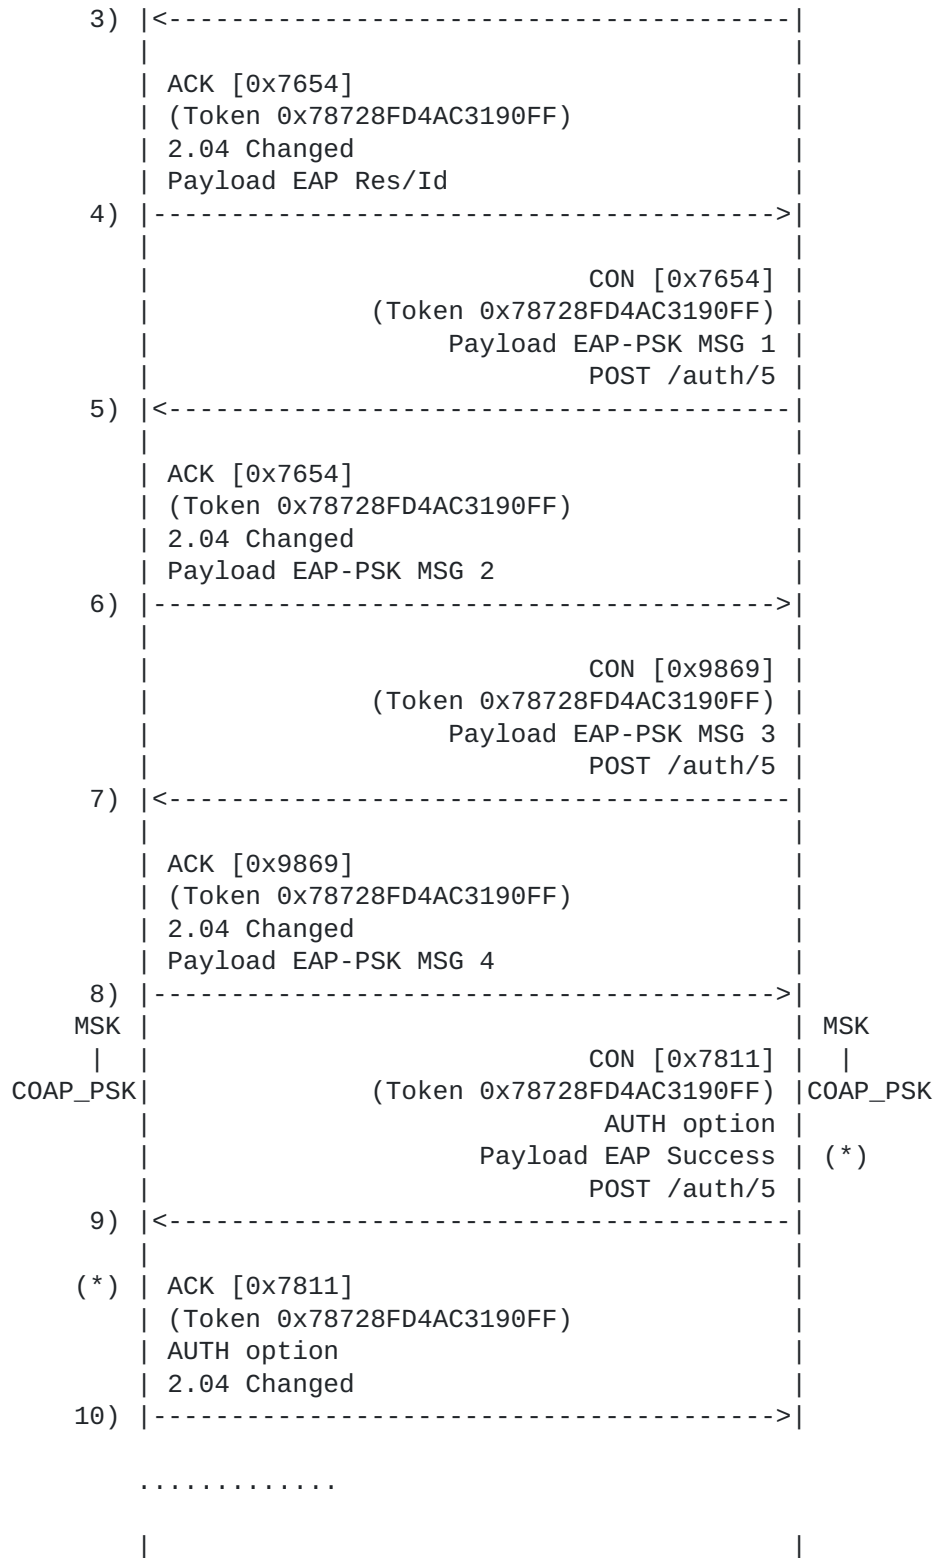 3) |<----------------------------------------|
|                                         |
| ACK [0x7654]                            |
| (Token 0x78728FD4AC3190FF)              |
| 2.04 Changed                            |
| Payload EAP Res/Id                      |
4) |---------------------------------------->|
|                                         |
|                            CON [0x7654] |
|              (Token 0x78728FD4AC3190FF) |
|                   Payload EAP-PSK MSG 1 |
|                            POST /auth/5 |
5) |<----------------------------------------|
|                                         |
| ACK [0x7654]                            |
| (Token 0x78728FD4AC3190FF)              |
| 2.04 Changed                            |
| Payload EAP-PSK MSG 2                   |
6) |---------------------------------------->|
|                                         |
|                            CON [0x9869] |
|              (Token 0x78728FD4AC3190FF) |
|                   Payload EAP-PSK MSG 3 |
|                            POST /auth/5 |
7) |<----------------------------------------|
|                                         |
| ACK [0x9869]                            |
| (Token 0x78728FD4AC3190FF)              |
| 2.04 Changed                            |
| Payload EAP-PSK MSG 4                   |
8) |---------------------------------------->|
MSK |                                         | MSK
|  |                            CON [0x7811] |  |
COAP_PSK|              (Token 0x78728FD4AC3190FF) |COAP_PSK
|                             AUTH option |
|                     Payload EAP Success | (*)
|                            POST /auth/5 |
9) |<----------------------------------------|
|                                         |
(*) | ACK [0x7811]                            |
| (Token 0x78728FD4AC3190FF)              |
| AUTH option                             |
| 2.04 Changed                            |
10) |---------------------------------------->|
.............
|                                         |